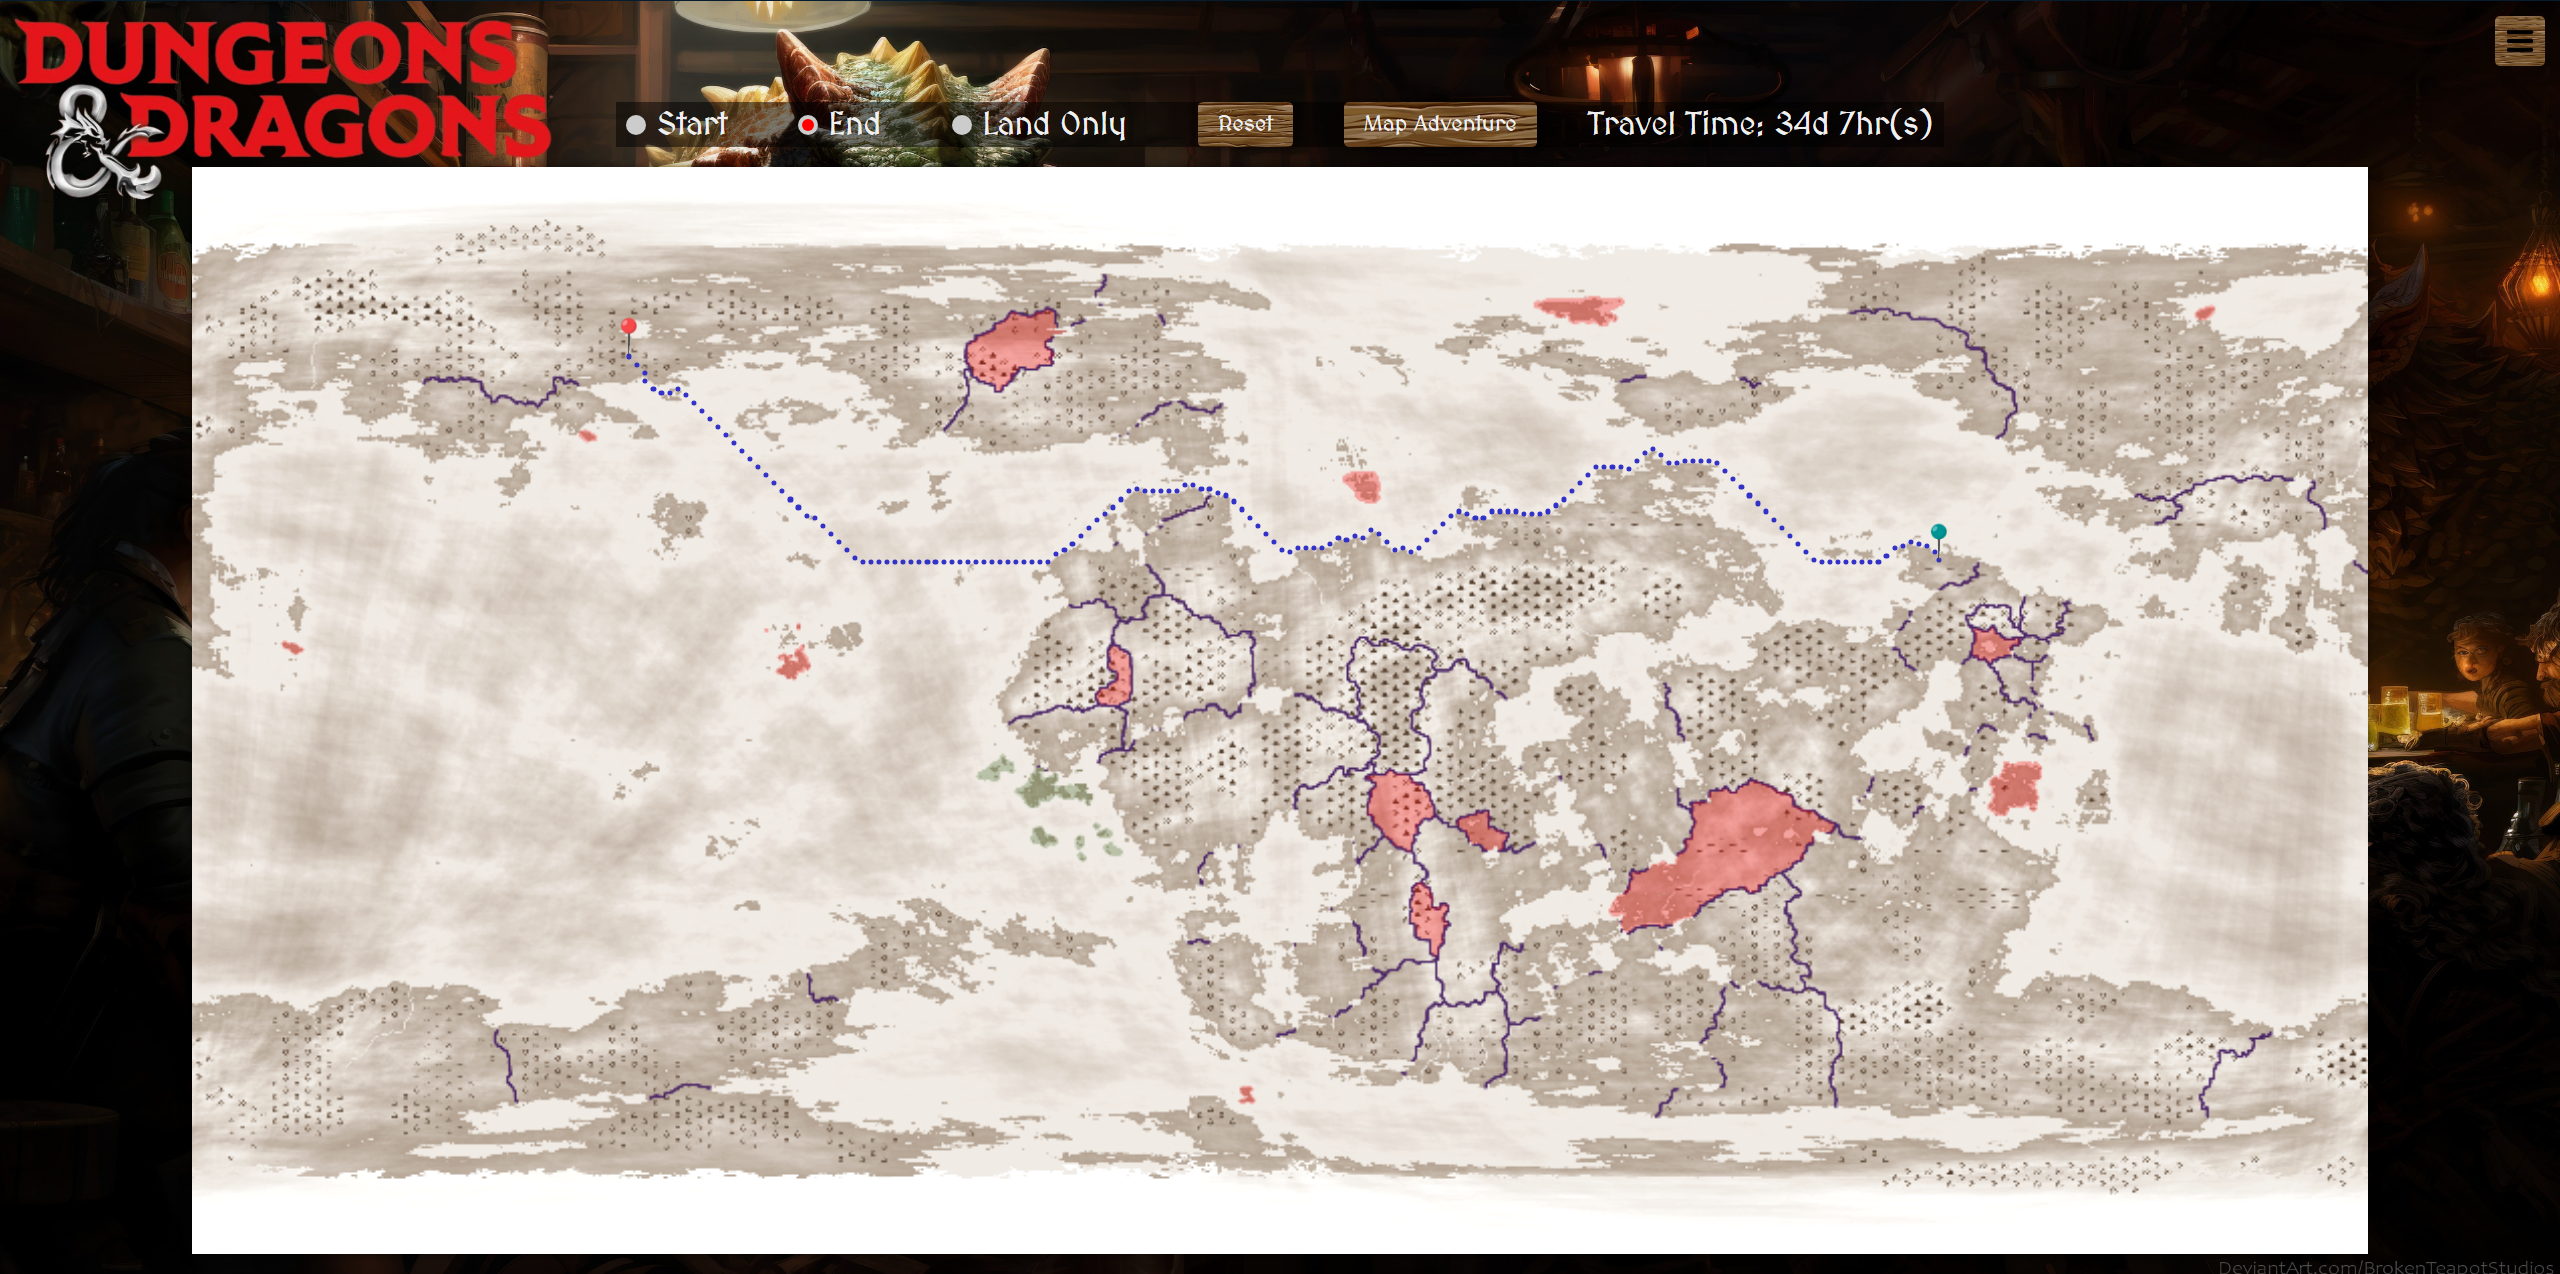 DUNGEONS
& DRAGONS
Start End Land Only Reset Map Adventure Travel Time: 34d 7hr(s)
DeviantArt.com/BrokenTeapotStudios